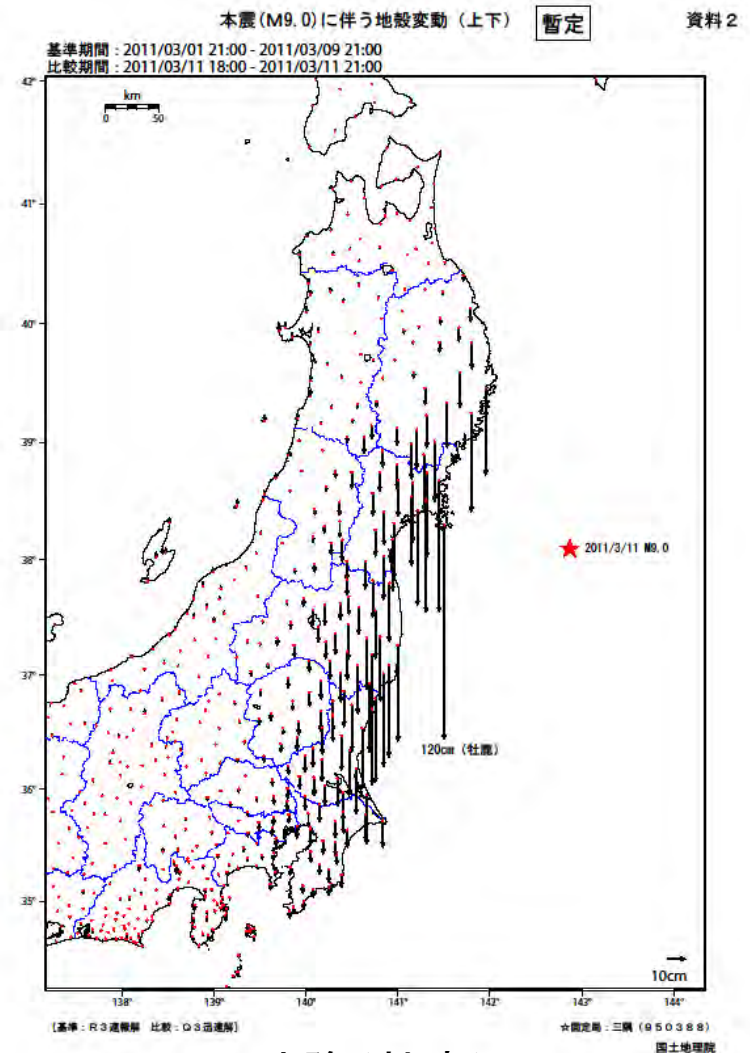 本震(M9.0)に伴う地殻変動(上下) 暫定 資料2
基準期間:2011/03/01 21:00 - 2011/03/09 21:00
比較期間:2011/03/11 18:00 - 2011/03/11 21:00
42°
km
0 50
41°
40°
39°
2011/3/11 M9.0
38°
37°
120cm (牡鹿)
36°
35°
10cm
138° 139° 140° 141° 142° 143° 144°
[基準:R3速報解 比較:Q3迅速解] ☆固定局:三隅(950388)
国土地理院